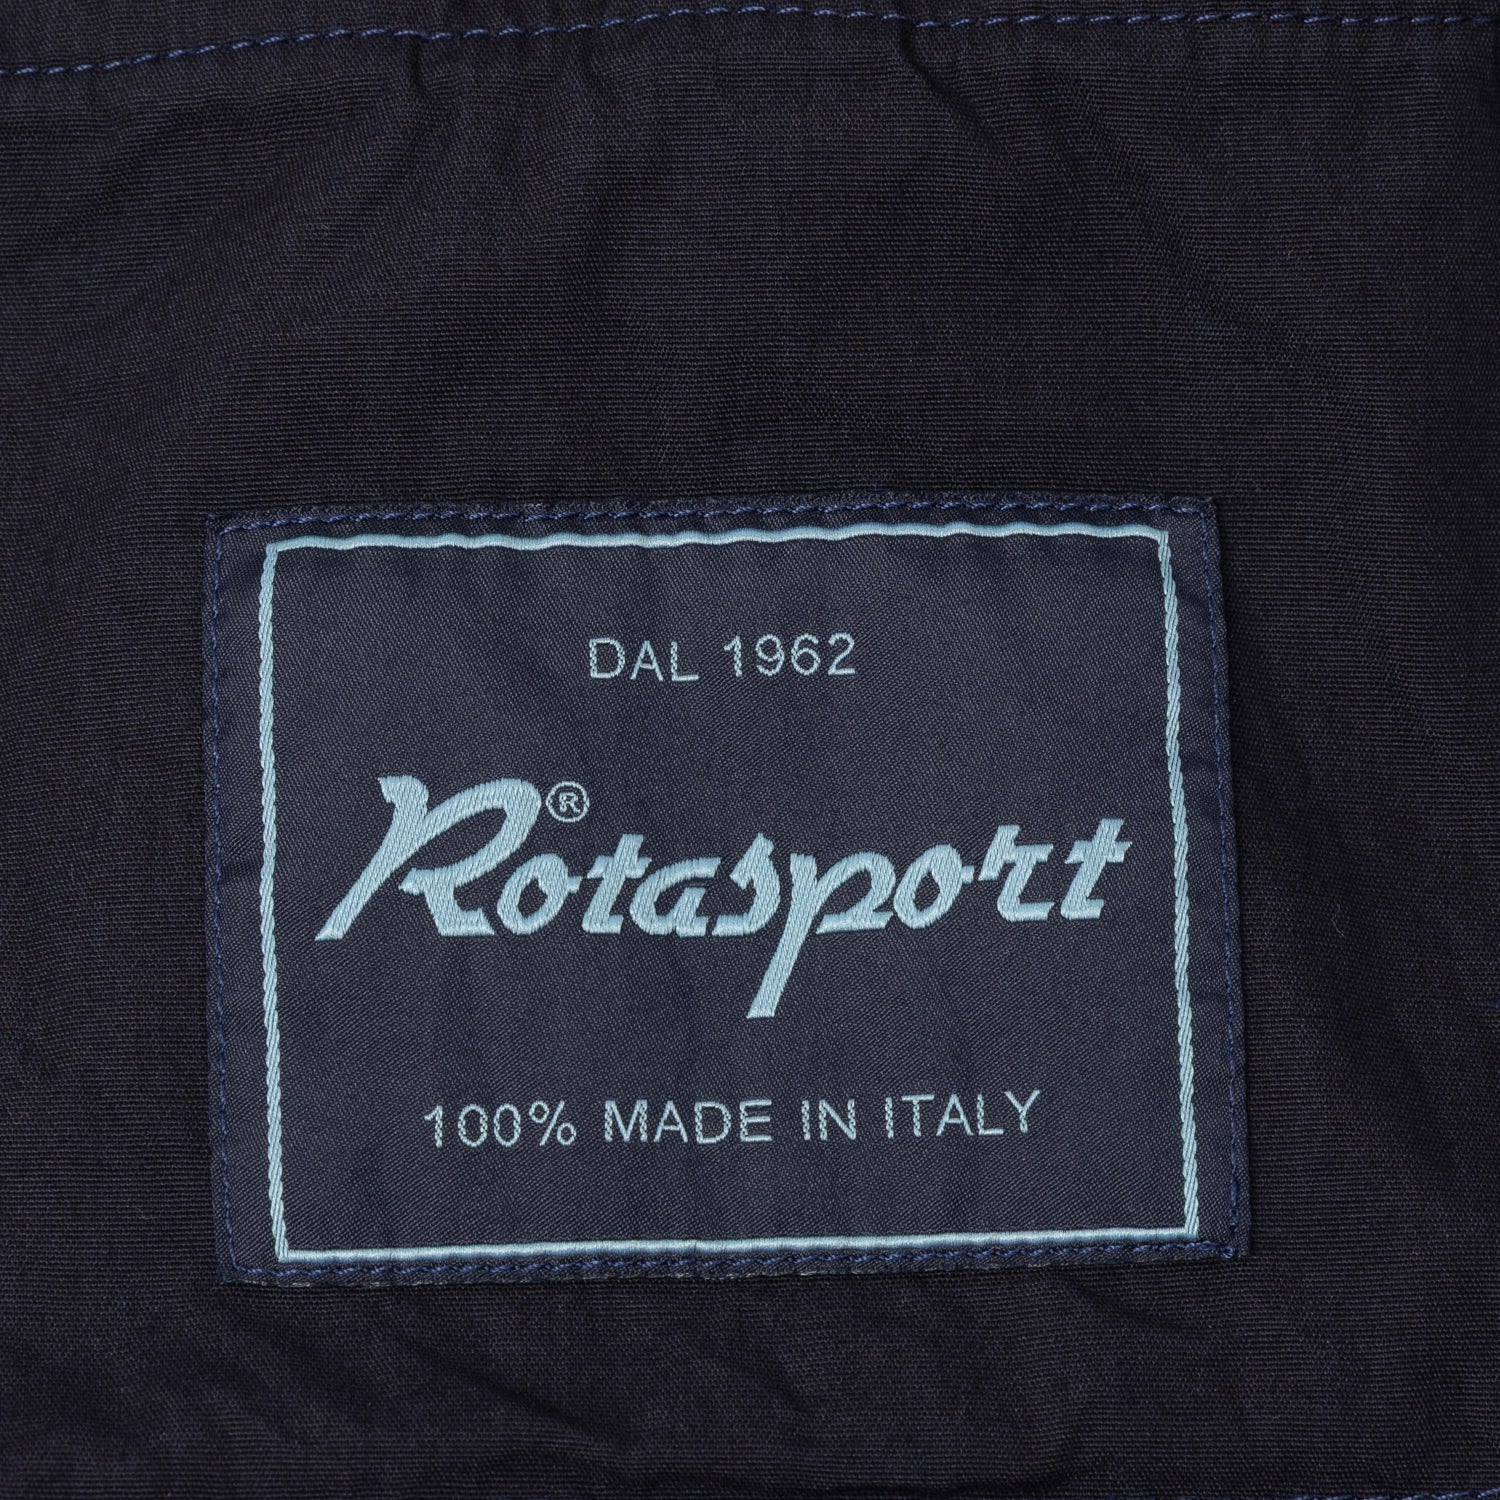 DAL 1962
Rotasport®
100% MADE IN ITALY